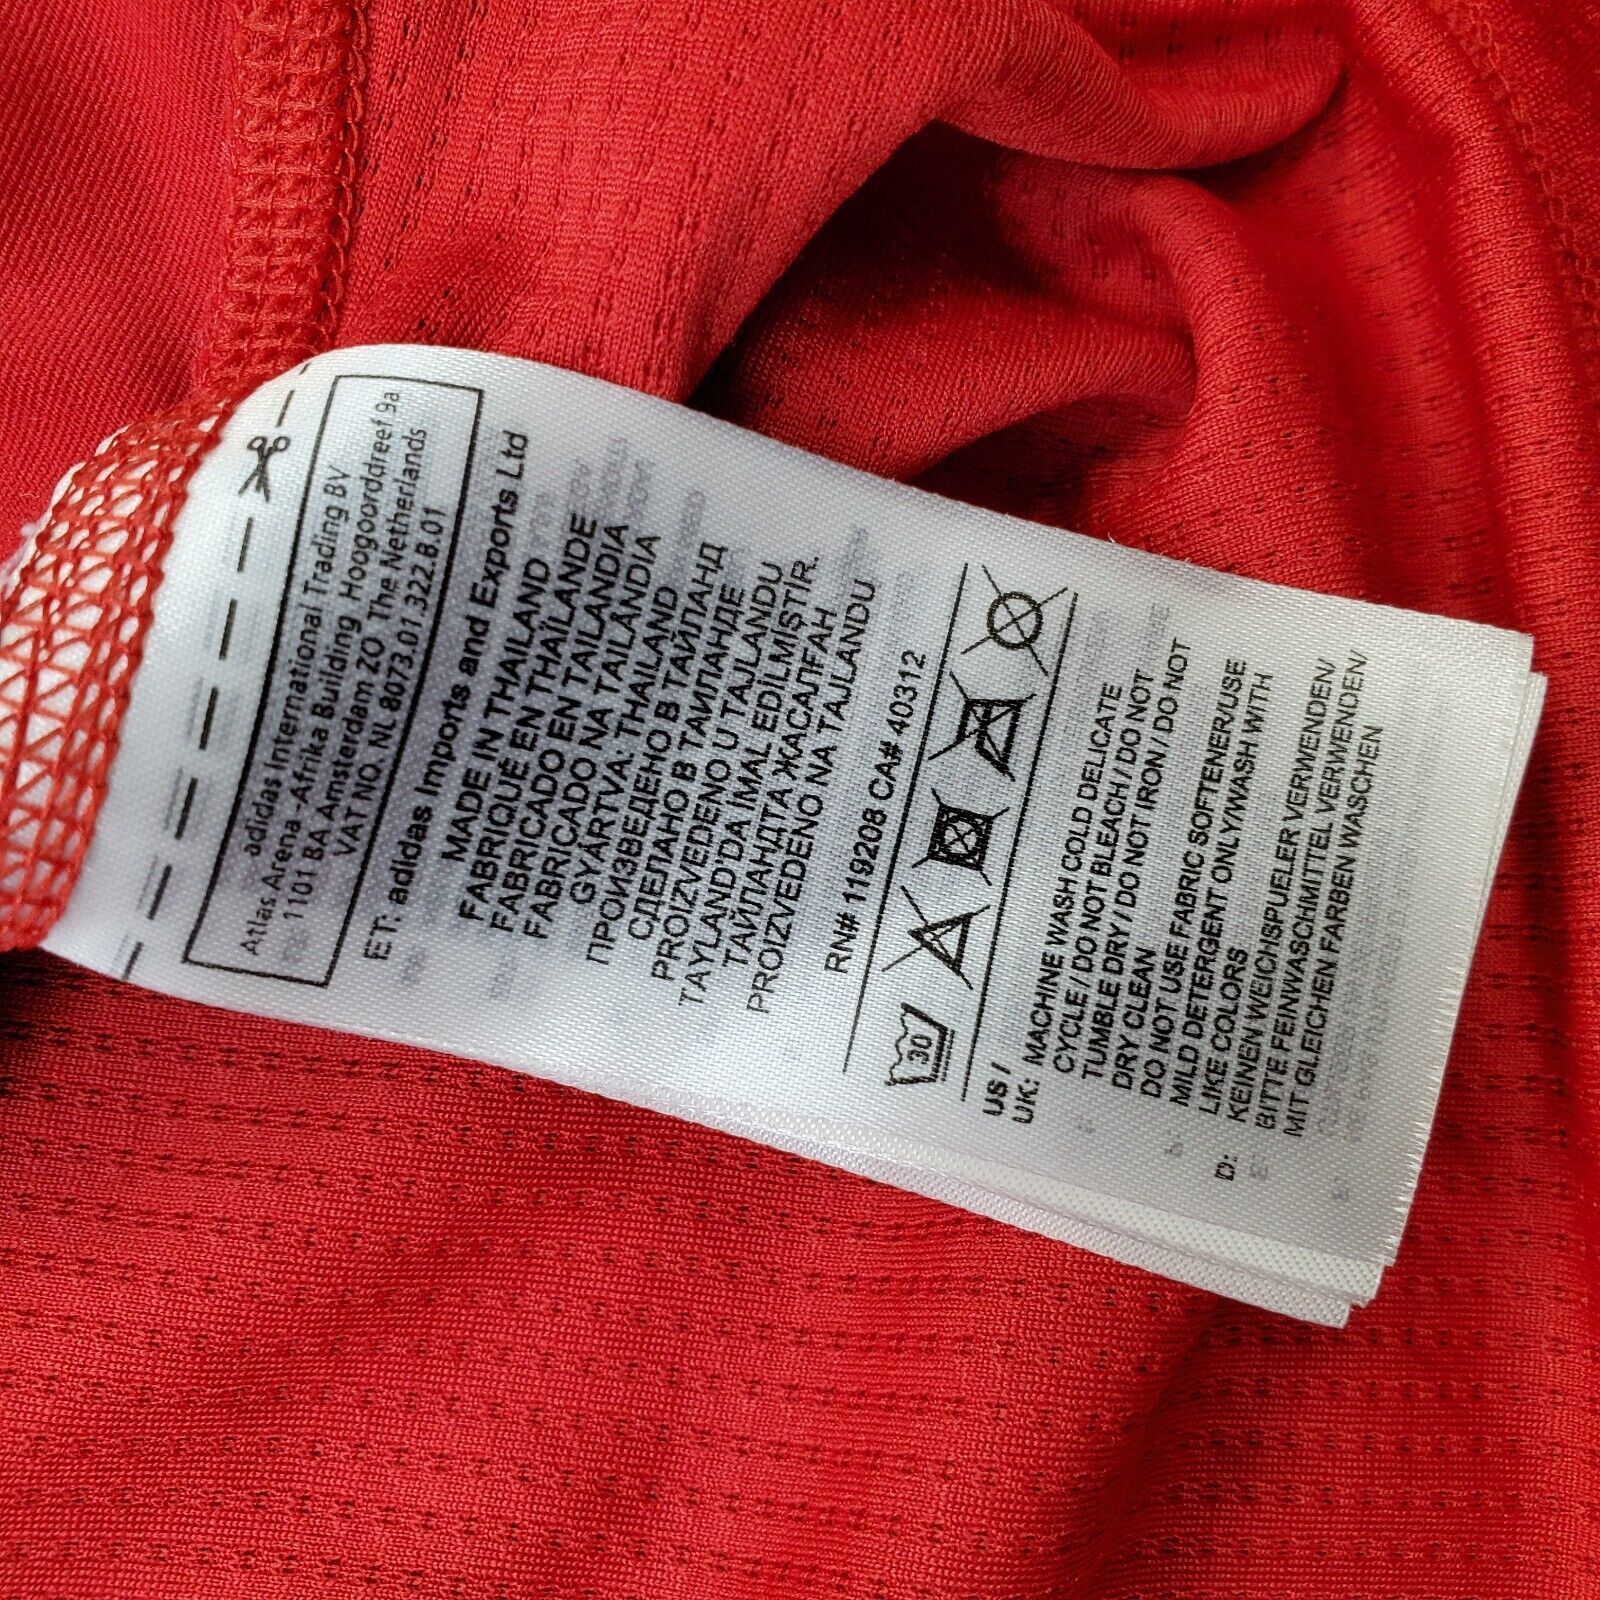 adidas International Trading BV
Atlas Arena -Afrika Building Hoogoorddreef 9a
1101 BA Amsterdam ZO The Netherlands
VAT NO. NL 8073.01.322.B.01
IET: adidas Imports and Exports Ltd
MADE IN THAILAND
FABRIQUÉ EN THAÏLANDE
FABRICADO EN TAILANDIA
FABRICADO NA TAILÂNDIA
GYÁRTVA: THAILAND
ПРОИЗВЕДЕНО В ТАЙЛАНД
СДЕЛАНО В ТАИЛАНДЕ
PROIZVEDENO U TAJLANDU
TAYLAND'DA İMAL EDİLMİŞTİR.
ТАЙЛАНДТА ЖАСАЛҒАН
PROIZVEDENO NA TAJLANDU
RN# 119208 CA# 40312
30
US /
UK: MACHINE WASH COLD DELICATE
CYCLE / DO NOT BLEACH / DO NOT
TUMBLE DRY / DO NOT IRON / DO NOT
DRY CLEAN
DO NOT USE FABRIC SOFTENER/USE
MILD DETERGENT ONLY/WASH WITH
LIKE COLORS
D: KEINEN WEICHSPUELER VERWENDEN/
BITTE FEINWASCHMITTEL VERWENDEN/
MIT GLEICHEN FARBEN WASCHEN